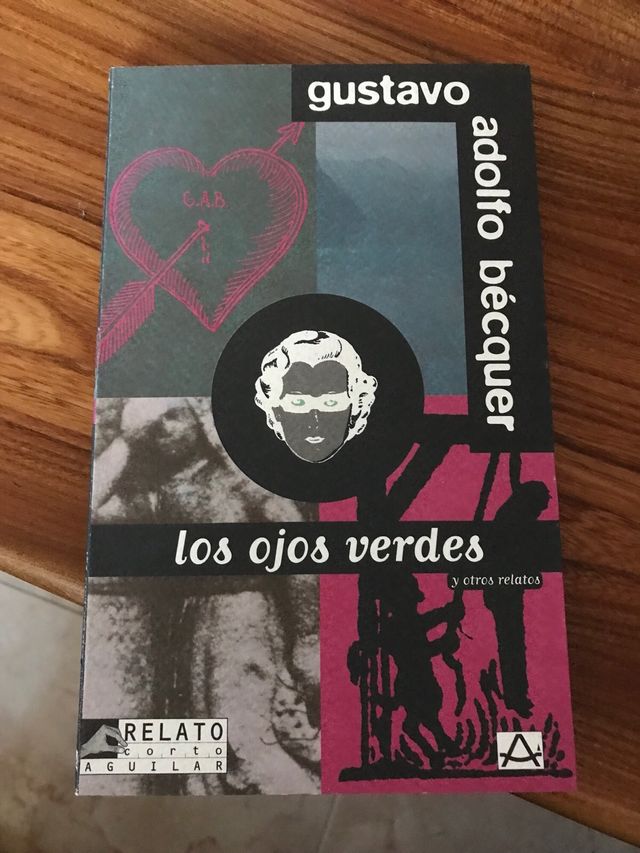 gustavo
adolfo bécquer
G.A.B.
los ojos verdes
y otros relatos
RELATO
corto
AGUILAR
A